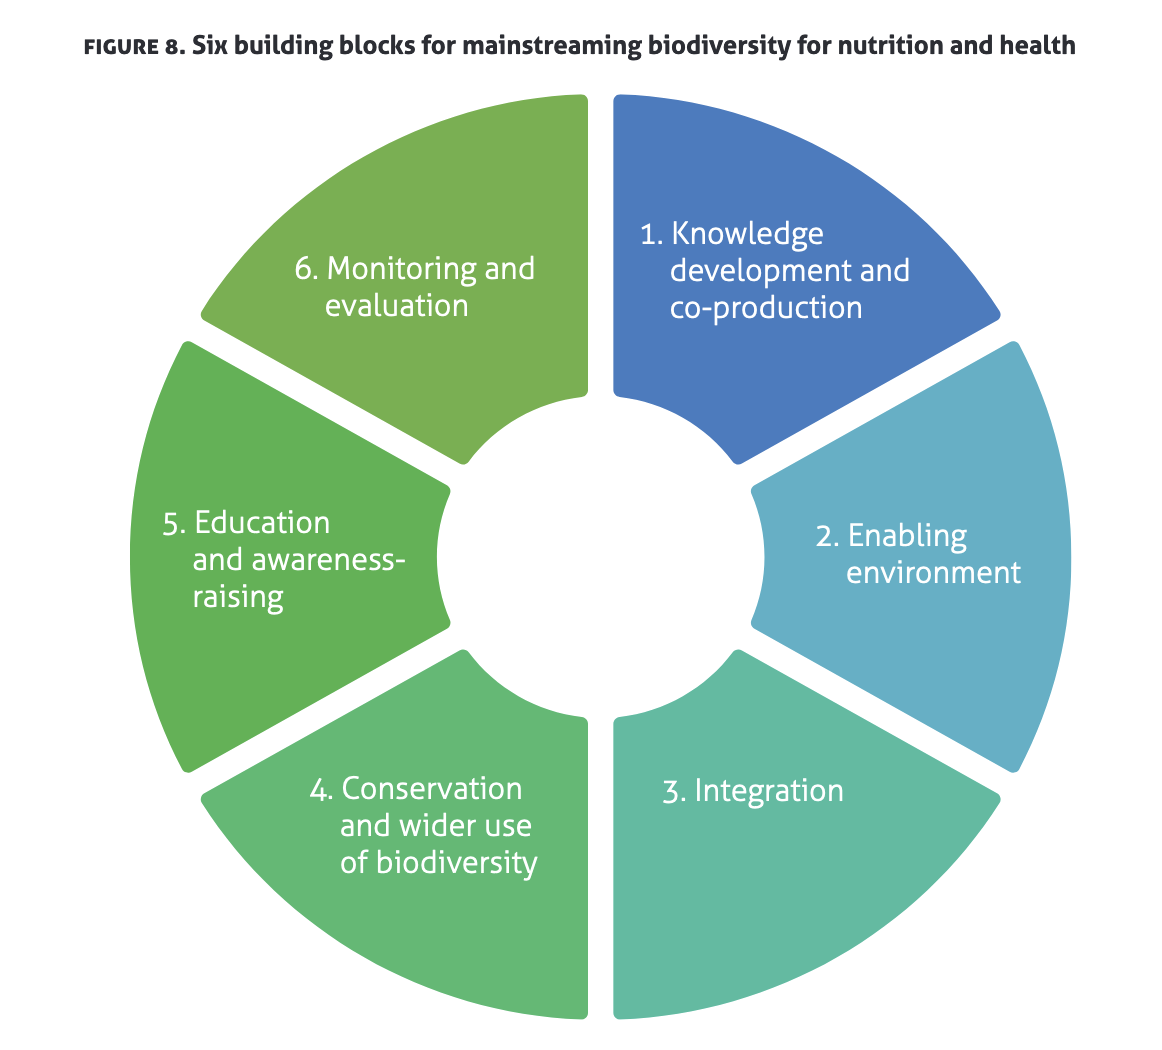 FIGURE 8. Six building blocks for mainstreaming biodiversity for nutrition and health
1. Knowledge
development and
co-production
2. Enabling
environment
3. Integration
4. Conservation
and wider use
of biodiversity
5. Education
and awareness-
raising
6. Monitoring and
evaluation